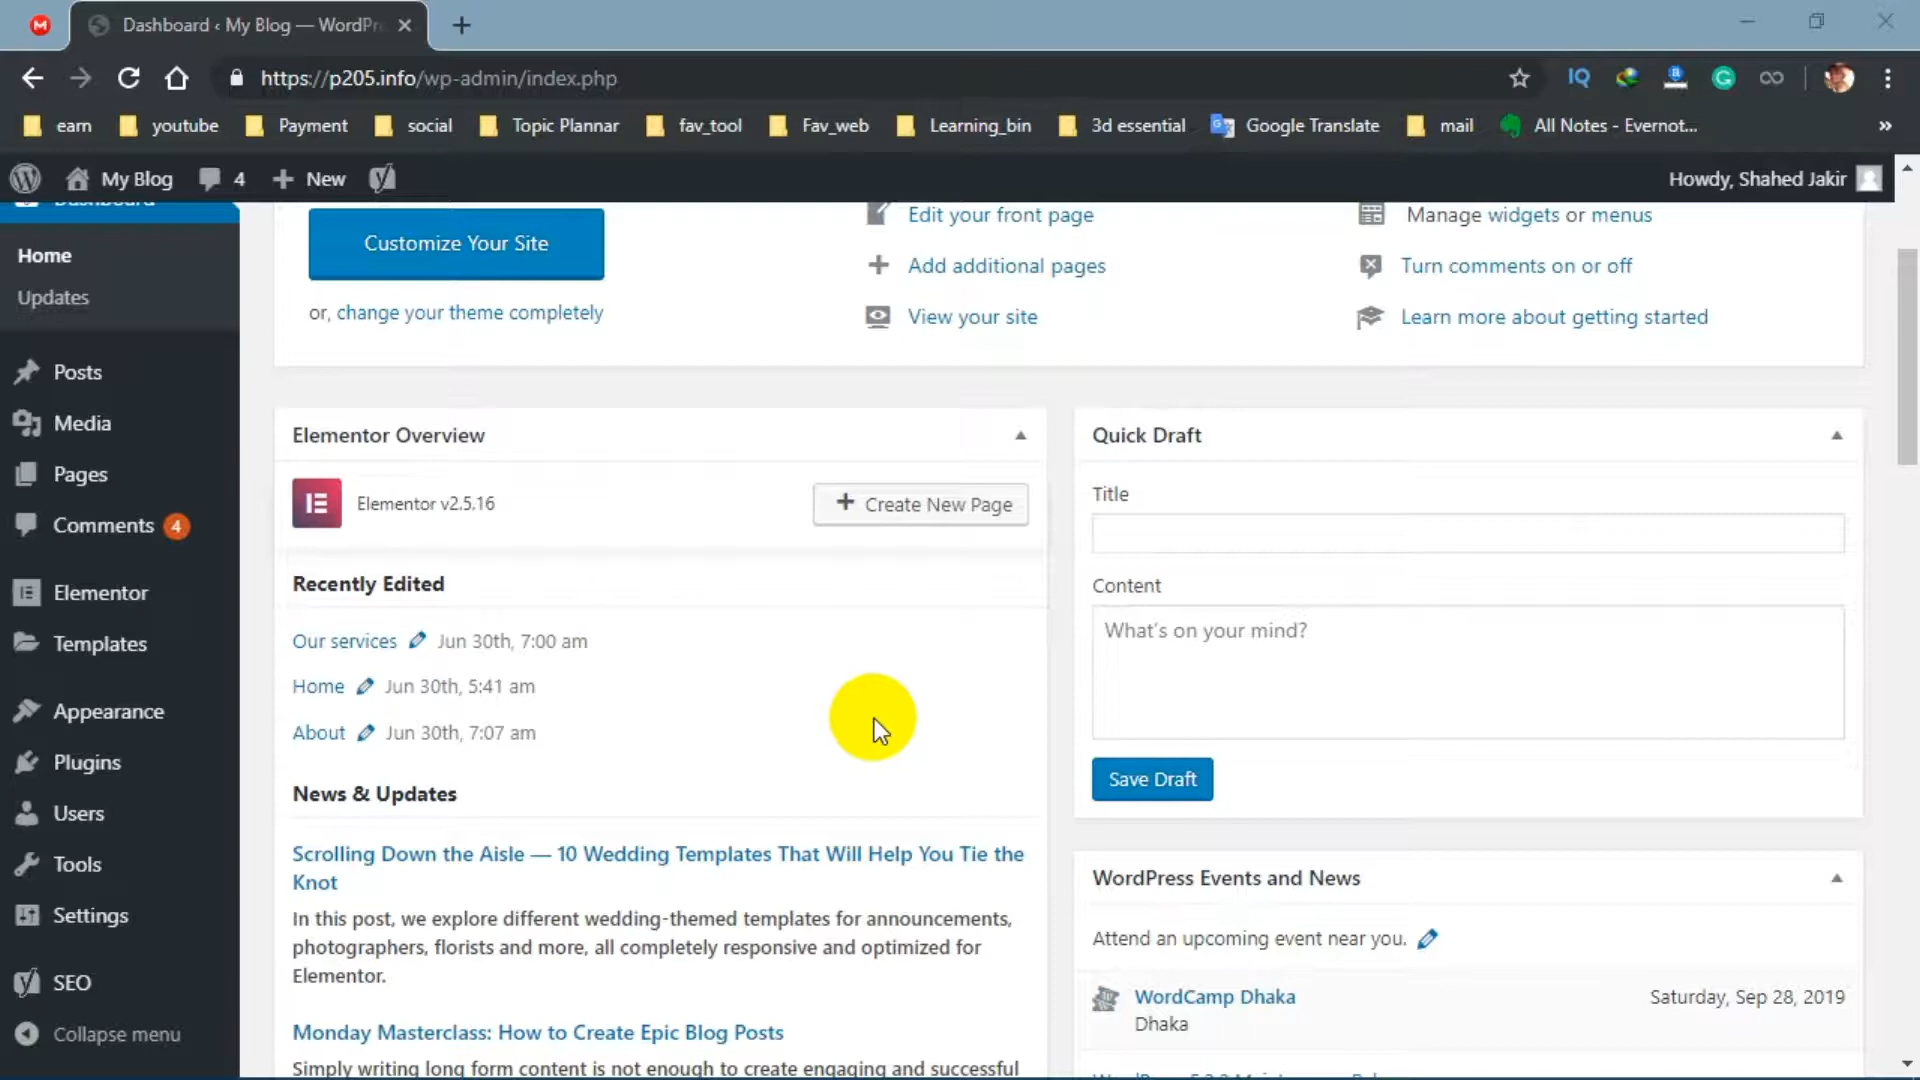 Dashboard ‹ My Blog — WordPr
https://p205.info/wp-admin/index.php
IQ
earn youtube Payment social Topic Plannar fav_tool Fav_web Learning_bin 3d essential Google Translate mail All Notes - Evernot... »
My Blog 4 New Howdy, Shahed Jakir
Dashboard
Home
Updates
Posts
Media
Pages
Comments 4
Elementor
Templates
Appearance
Plugins
Users
Tools
Settings
SEO
Collapse menu
Customize Your Site
or, change your theme completely
Edit your front page
Add additional pages
View your site
Manage widgets or menus
Turn comments on or off
Learn more about getting started
Elementor Overview
Elementor v2.5.16
Create New Page
Recently Edited
Our services Jun 30th, 7:00 am
Home Jun 30th, 5:41 am
About Jun 30th, 7:07 am
News & Updates
Scrolling Down the Aisle — 10 Wedding Templates That Will Help You Tie the
Knot
In this post, we explore different wedding-themed templates for announcements,
photographers, florists and more, all completely responsive and optimized for
Elementor.
Monday Masterclass: How to Create Epic Blog Posts
Simply writing long form content is not enough to create engaging and successful
Quick Draft
Title
Content
What's on your mind?
Save Draft
WordPress Events and News
Attend an upcoming event near you.
WordCamp Dhaka Saturday, Sep 28, 2019
Dhaka